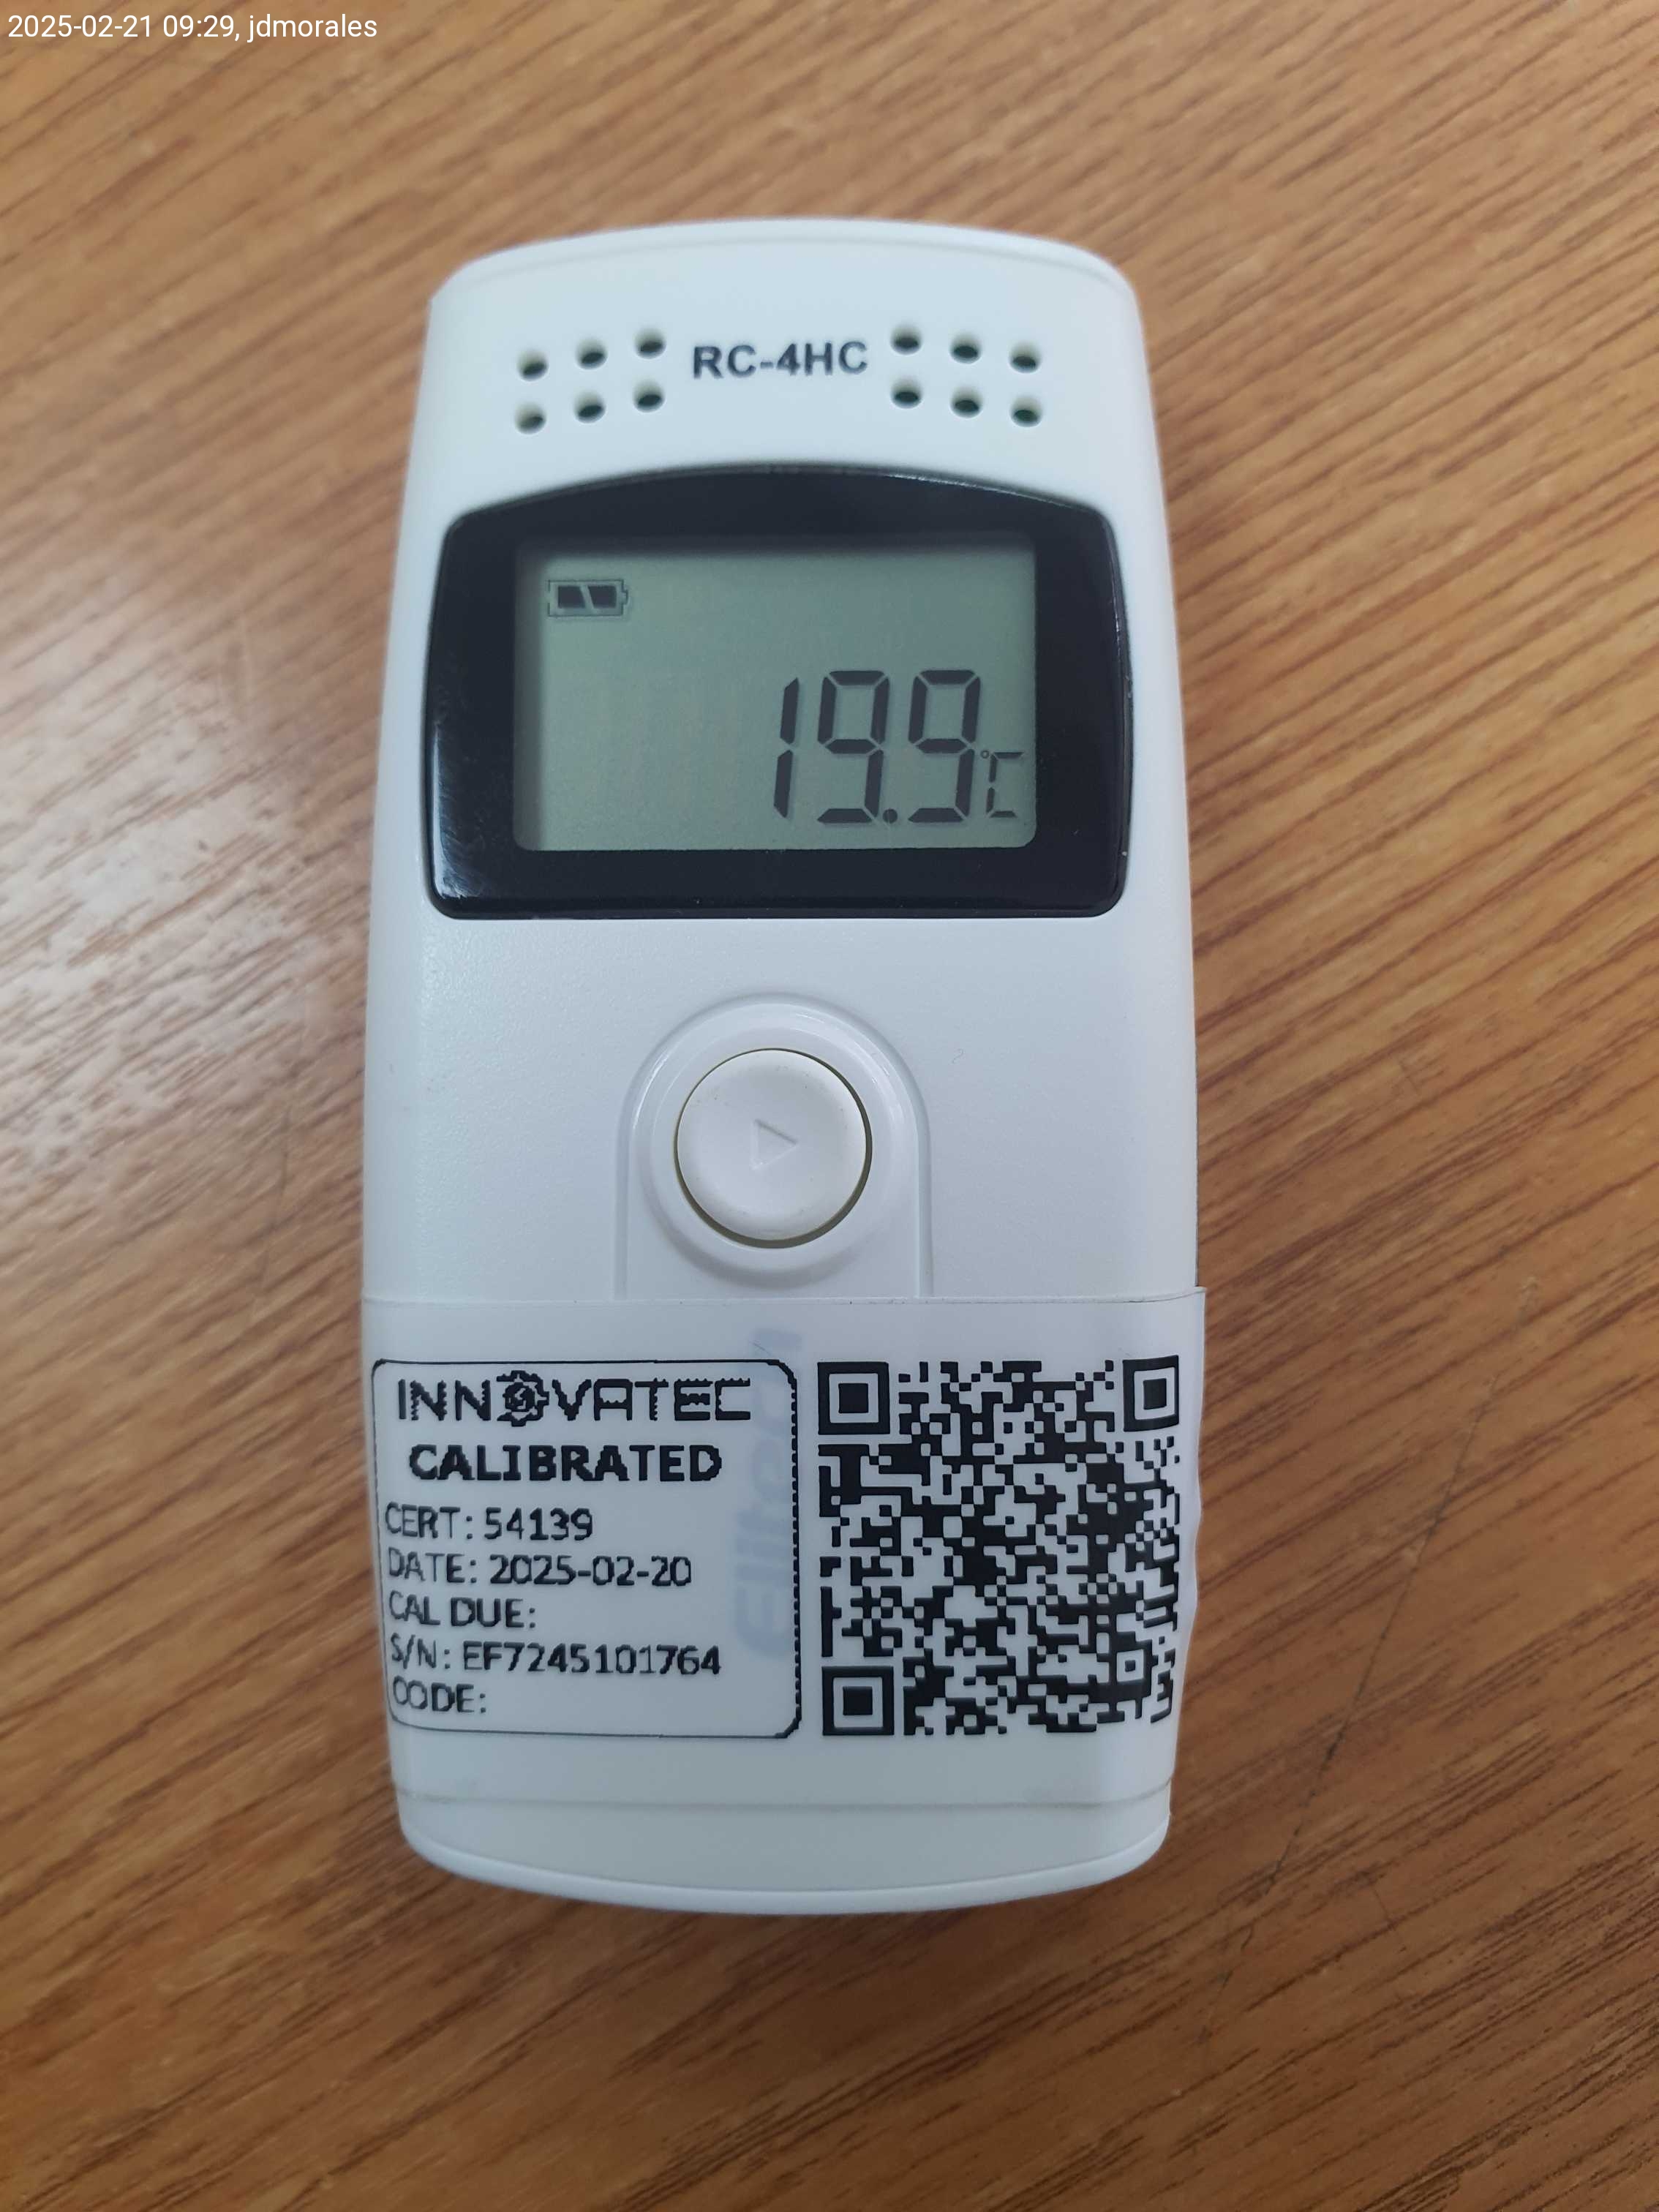 2025-02-21 09:29, jdmorales
RC-4HC
19.9°C
INNOVATEC
CALIBRATED
CERT: 54139
DATE: 2025-02-20
CAL DUE:
S/N: EF7245101764
CODE:
Elitech